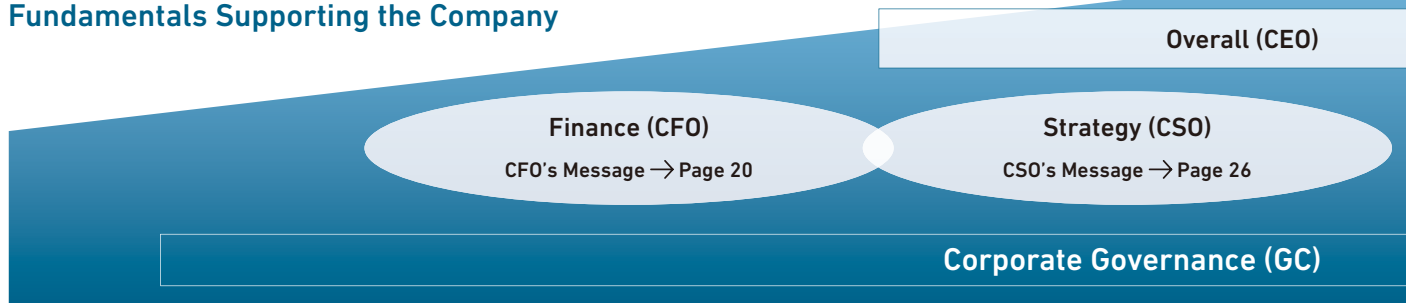 Fundamentals Supporting the Company
Overall (CEO)
Finance (CFO)
CFO's Message → Page 20
Strategy (CSO)
CSO's Message → Page 26
Corporate Governance (GC)